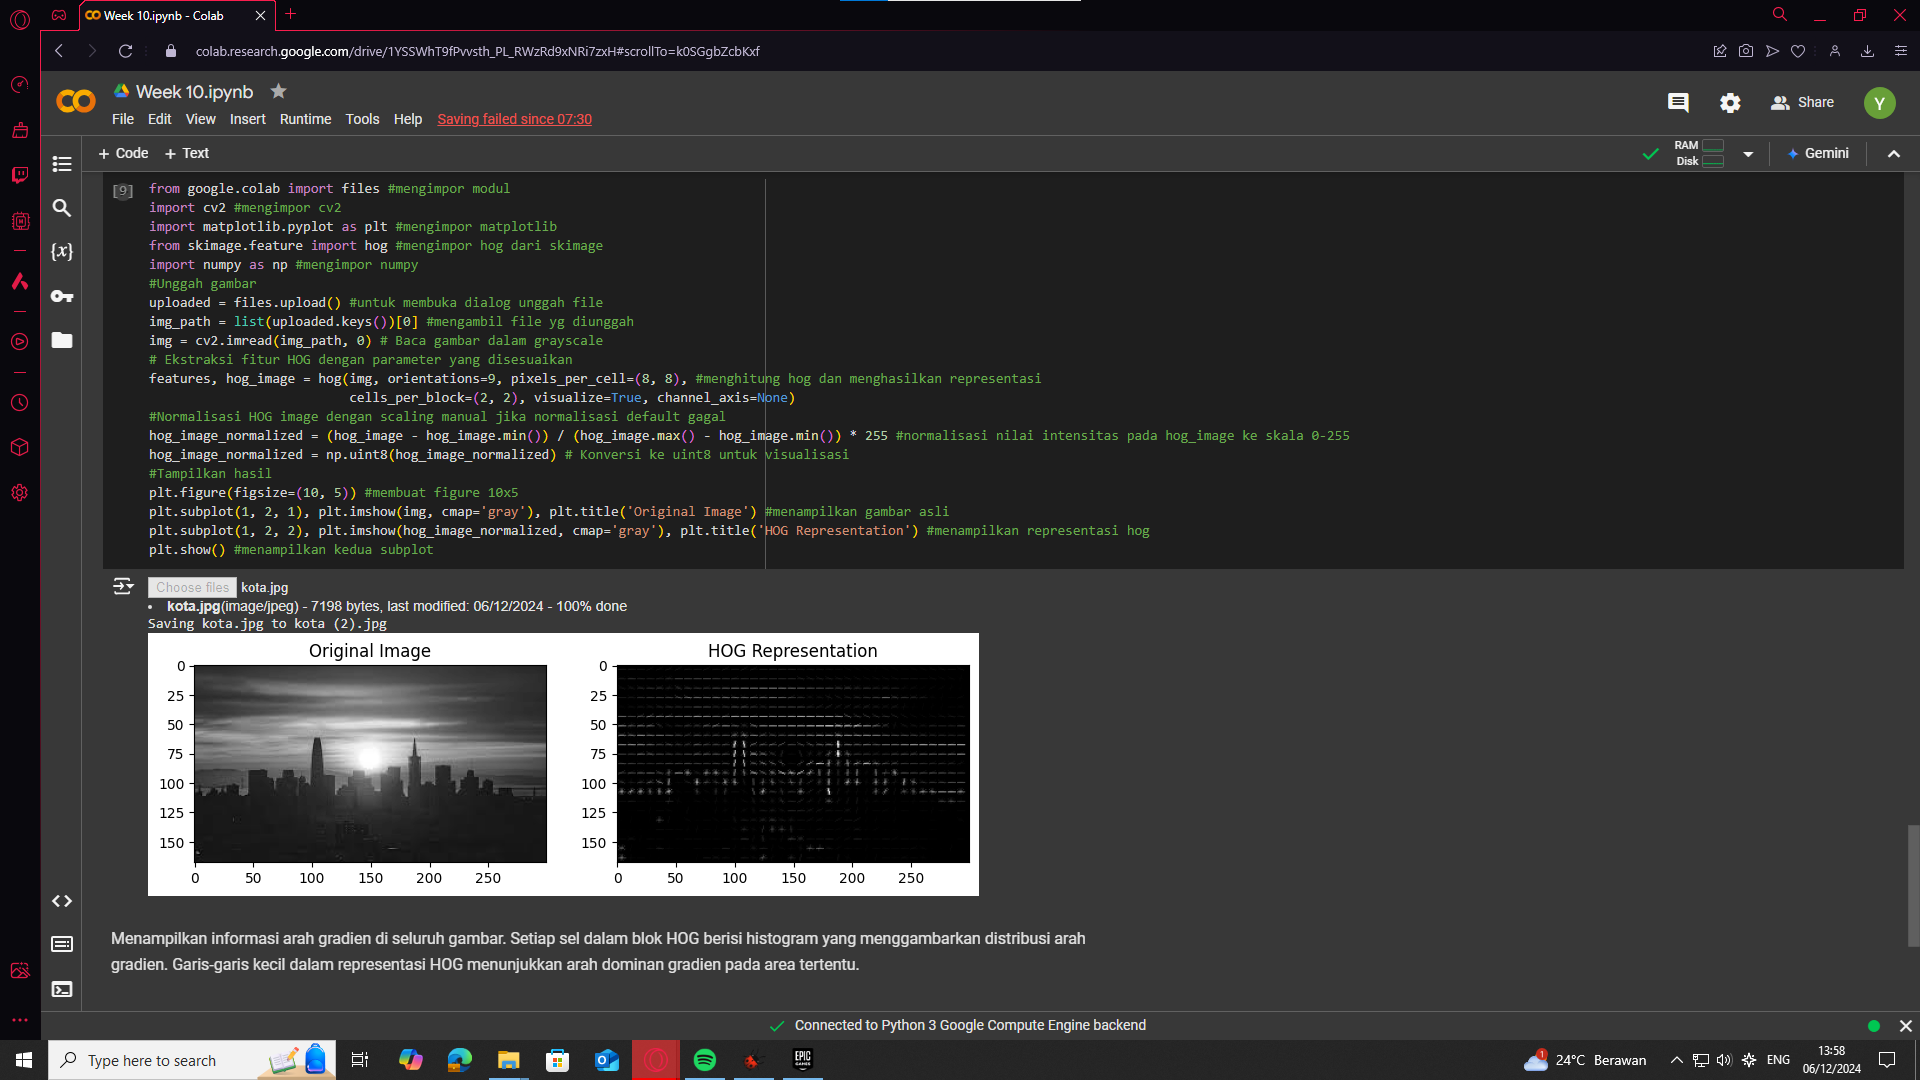 Week 10.ipynb - Colab
colab.research.google.com/drive/1YSSWhT9fPvvsth_PL_RWzRd9xNRi7zxH#scrollTo=k0SGgbZcbKxf
Week 10.ipynb
Share
Y
File Edit View Insert Runtime Tools Help Saving failed since 07:30
+ Code + Text
RAM
Disk
Gemini
[9]
from google.colab import files #mengimpor modul
import cv2 #mengimpor cv2
import matplotlib.pyplot as plt #mengimpor matplotlib
from skimage.feature import hog #mengimpor hog dari skimage
import numpy as np #mengimpor numpy
#Unggah gambar
uploaded = files.upload() #untuk membuka dialog unggah file
img_path = list(uploaded.keys())[0] #mengambil file yg diunggah
img = cv2.imread(img_path, 0) # Baca gambar dalam grayscale
# Ekstraksi fitur HOG dengan parameter yang disesuaikan
features, hog_image = hog(img, orientations=9, pixels_per_cell=(8, 8), #menghitung hog dan menghasilkan representasi
cells_per_block=(2, 2), visualize=True, channel_axis=None)
#Normalisasi HOG image dengan scaling manual jika normalisasi default gagal
hog_image_normalized = (hog_image - hog_image.min()) / (hog_image.max() - hog_image.min()) * 255 #normalisasi nilai intensitas pada hog_image ke skala 0-255
hog_image_normalized = np.uint8(hog_image_normalized) # Konversi ke uint8 untuk visualisasi
#Tampilkan hasil
plt.figure(figsize=(10, 5)) #membuat figure 10x5
plt.subplot(1, 2, 1), plt.imshow(img, cmap='gray'), plt.title('Original Image') #menampilkan gambar asli
plt.subplot(1, 2, 2), plt.imshow(hog_image_normalized, cmap='gray'), plt.title('HOG Representation') #menampilkan representasi hog
plt.show() #menampilkan kedua subplot
Choose files kota.jpg
• kota.jpg(image/jpeg) - 7198 bytes, last modified: 06/12/2024 - 100% done
Saving kota.jpg to kota (2).jpg
Original Image
0
25
50
75
100
125
150
0 50 100 150 200 250
HOG Representation
0
25
50
75
100
125
150
0 50 100 150 200 250
Menampilkan informasi arah gradien di seluruh gambar. Setiap sel dalam blok HOG berisi histogram yang menggambarkan distribusi arah
gradien. Garis-garis kecil dalam representasi HOG menunjukkan arah dominan gradien pada area tertentu.
Connected to Python 3 Google Compute Engine backend
Type here to search
EPIC
GAMES
1
24°C Berawan
ENG
13:58
06/12/2024